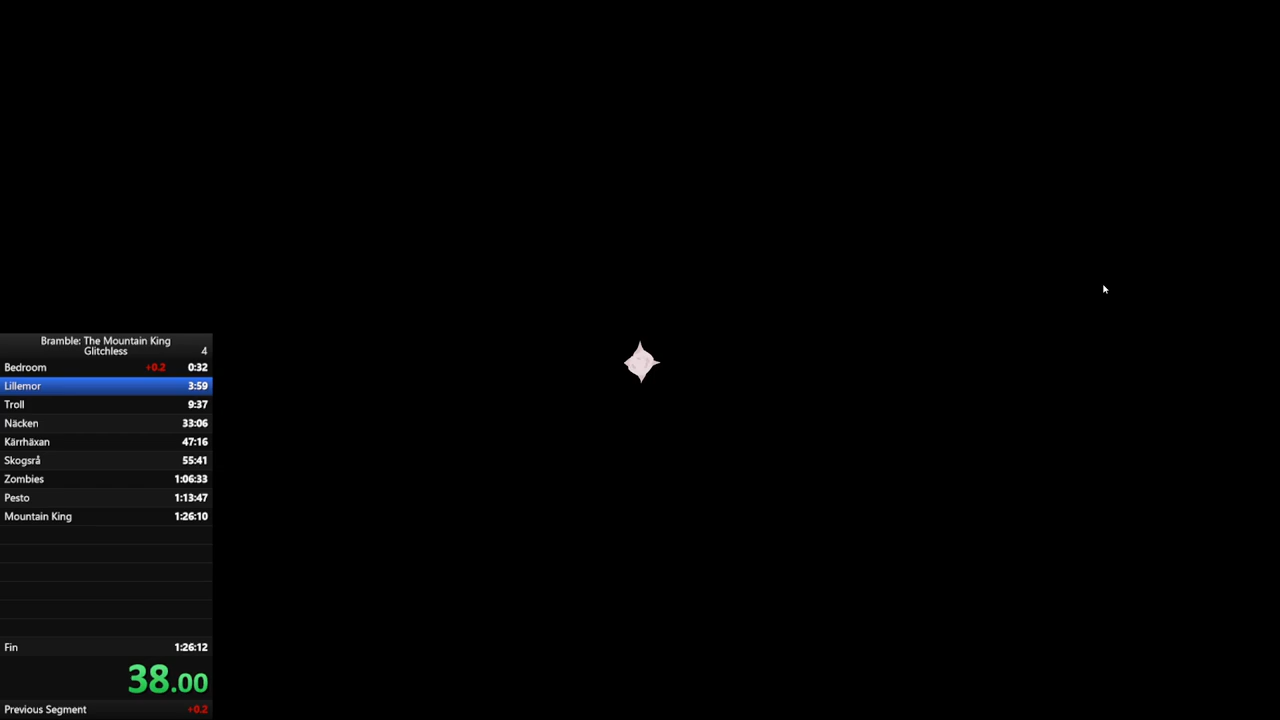 Bramble: The Mountain King
Glitchless 4
Bedroom +0.2 0:32
Lillemor 3:59
Troll 9:37
Näcken 33:06
Kärrhäxan 47:16
Skogsrå 55:41
Zombies 1:06:33
Pesto 1:13:47
Mountain King 1:26:10
Fin 1:26:12
38.00
Previous Segment +0.2